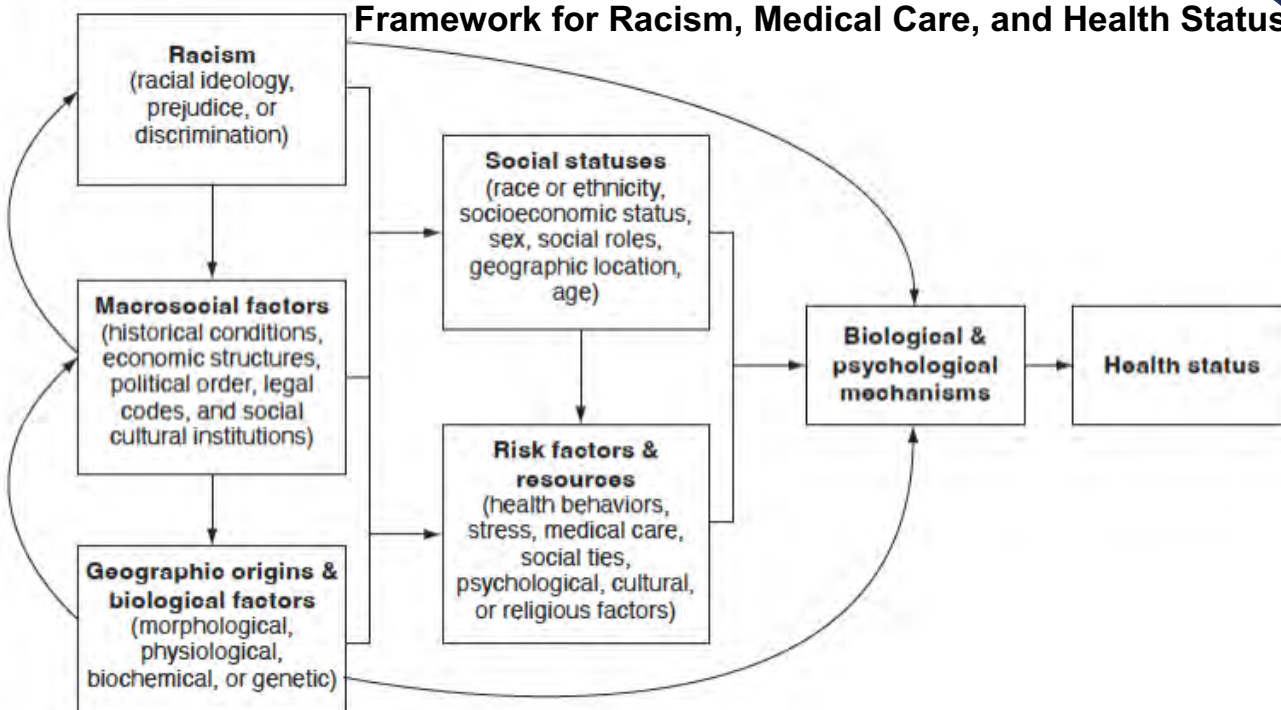 Framework for Racism, Medical Care, and Health Status
Racism
(racial ideology,
prejudice, or
discrimination)
Macrosocial factors
(historical conditions,
economic structures,
political order, legal
codes, and social
cultural institutions)
Geographic origins &
biological factors
(morphological,
physiological,
biochemical, or genetic)
Social statuses
(race or ethnicity,
socioeconomic status,
sex, social roles,
geographic location,
age)
Risk factors &
resources
(health behaviors,
stress, medical care,
social ties,
psychological, cultural,
or religious factors)
Biological &
psychological
mechanisms
Health status